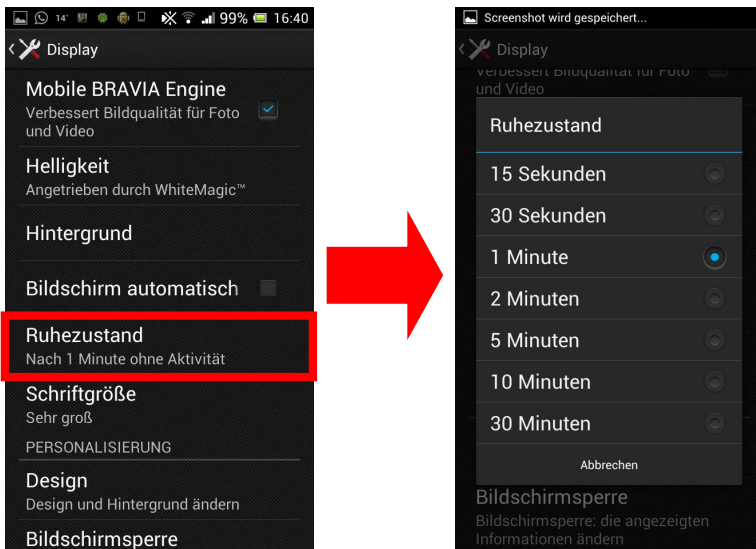 14°
99%
16:40
Display
Mobile BRAVIA Engine
Verbessert Bildqualität für Foto
und Video
Helligkeit
Angetrieben durch WhiteMagic™
Hintergrund
Bildschirm automatisch
Ruhezustand
Nach 1 Minute ohne Aktivität
Schriftgröße
Sehr groß
PERSONALISIERUNG
Design
Design und Hintergrund ändern
Bildschirmsperre
Screenshot wird gespeichert...
Display
Verbessert Bildqualität für Foto
und Video
Ruhezustand
15 Sekunden
30 Sekunden
1 Minute
2 Minuten
5 Minuten
10 Minuten
30 Minuten
Abbrechen
Bildschirmsperre
Bildschirmsperre: die angezeigten
Informationen ändern